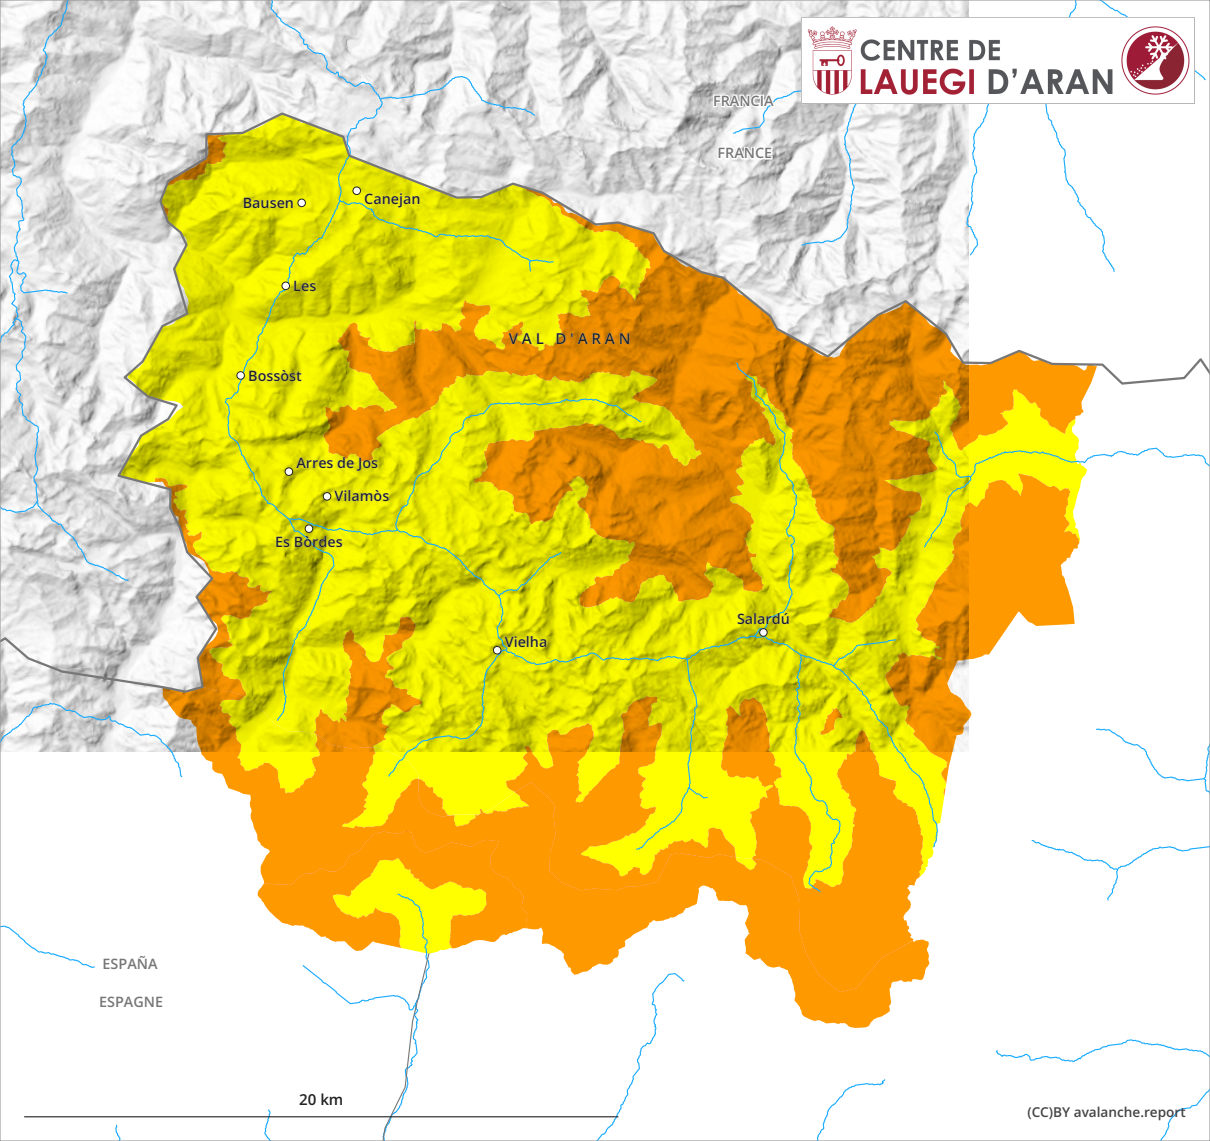 CENTRE DE
LAUEGI D'ARAN
FRANCIA
FRANCE
Bausen
Canejan
Les
VAL D'ARAN
Bossòst
Arres de Jos
Vilamòs
Es Bòrdes
Salardú
Vielha
ESPAÑA
ESPAGNE
20 km
(CC)BY avalanche.report